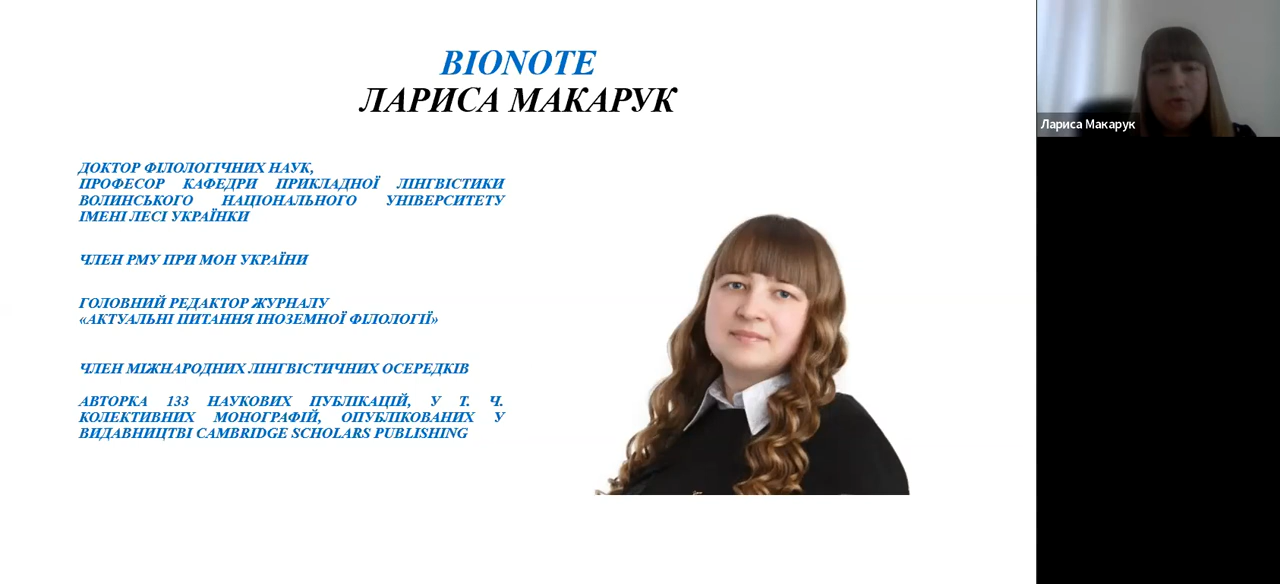 BIONOTE
ЛАРИСА МАКАРУК
ДОКТОР ФІЛОЛОГІЧНИХ НАУК,
ПРОФЕСОР КАФЕДРИ ПРИКЛАДНОЇ ЛІНГВІСТИКИ
ВОЛИНСЬКОГО НАЦІОНАЛЬНОГО УНІВЕРСИТЕТУ
ІМЕНІ ЛЕСІ УКРАЇНКИ
ЧЛЕН РМУ ПРИ МОН УКРАЇНИ
ГОЛОВНИЙ РЕДАКТОР ЖУРНАЛУ
«АКТУАЛЬНІ ПИТАННЯ ІНОЗЕМНОЇ ФІЛОЛОГІЇ»
ЧЛЕН МІЖНАРОДНИХ ЛІНГВІСТИЧНИХ ОСЕРЕДКІВ
АВТОРКА 133 НАУКОВИХ ПУБЛІКАЦІЙ, У Т. Ч.
КОЛЕКТИВНИХ МОНОГРАФІЙ, ОПУБЛІКОВАНИХ У
ВИДАВНИЦТВІ CAMBRIDGE SCHOLARS PUBLISHING
Лариса Макарук